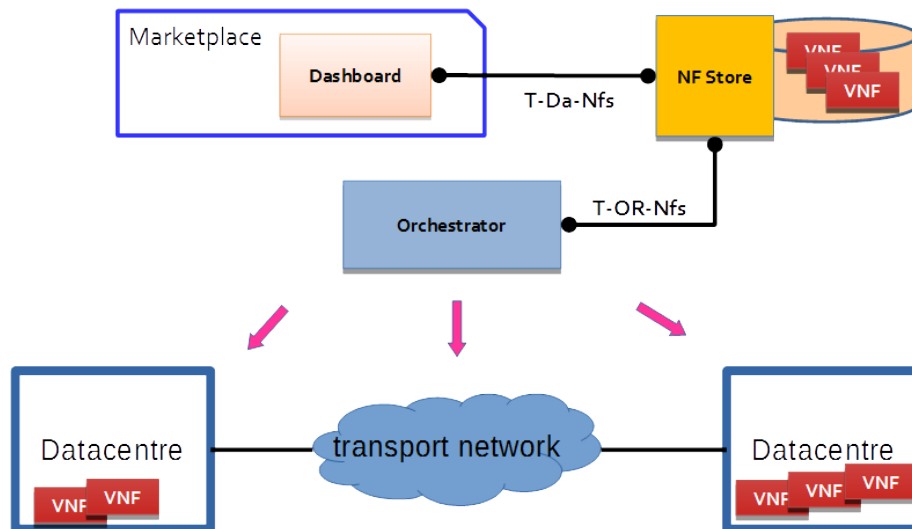 Marketplace
Dashboard
T-Da-Nfs
NF Store
VNF
VNF
VNF
Orchestrator
T-OR-Nfs
Datacentre
VNF
VNF
transport network
Datacentre
VNF
VNF
VNF